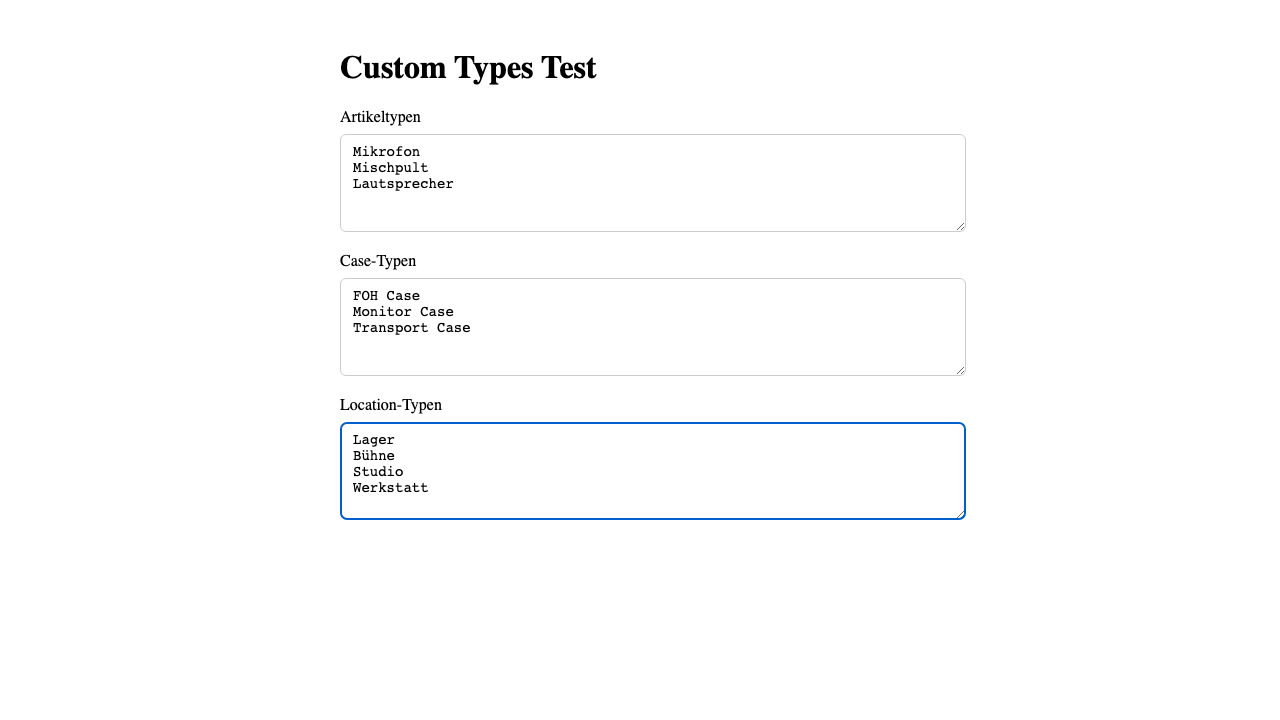 Custom Types Test
Artikeltypen
Mikrofon
Mischpult
Lautsprecher
Case-Typen
FOH Case
Monitor Case
Transport Case
Location-Typen
Lager
Bühne
Studio
Werkstatt